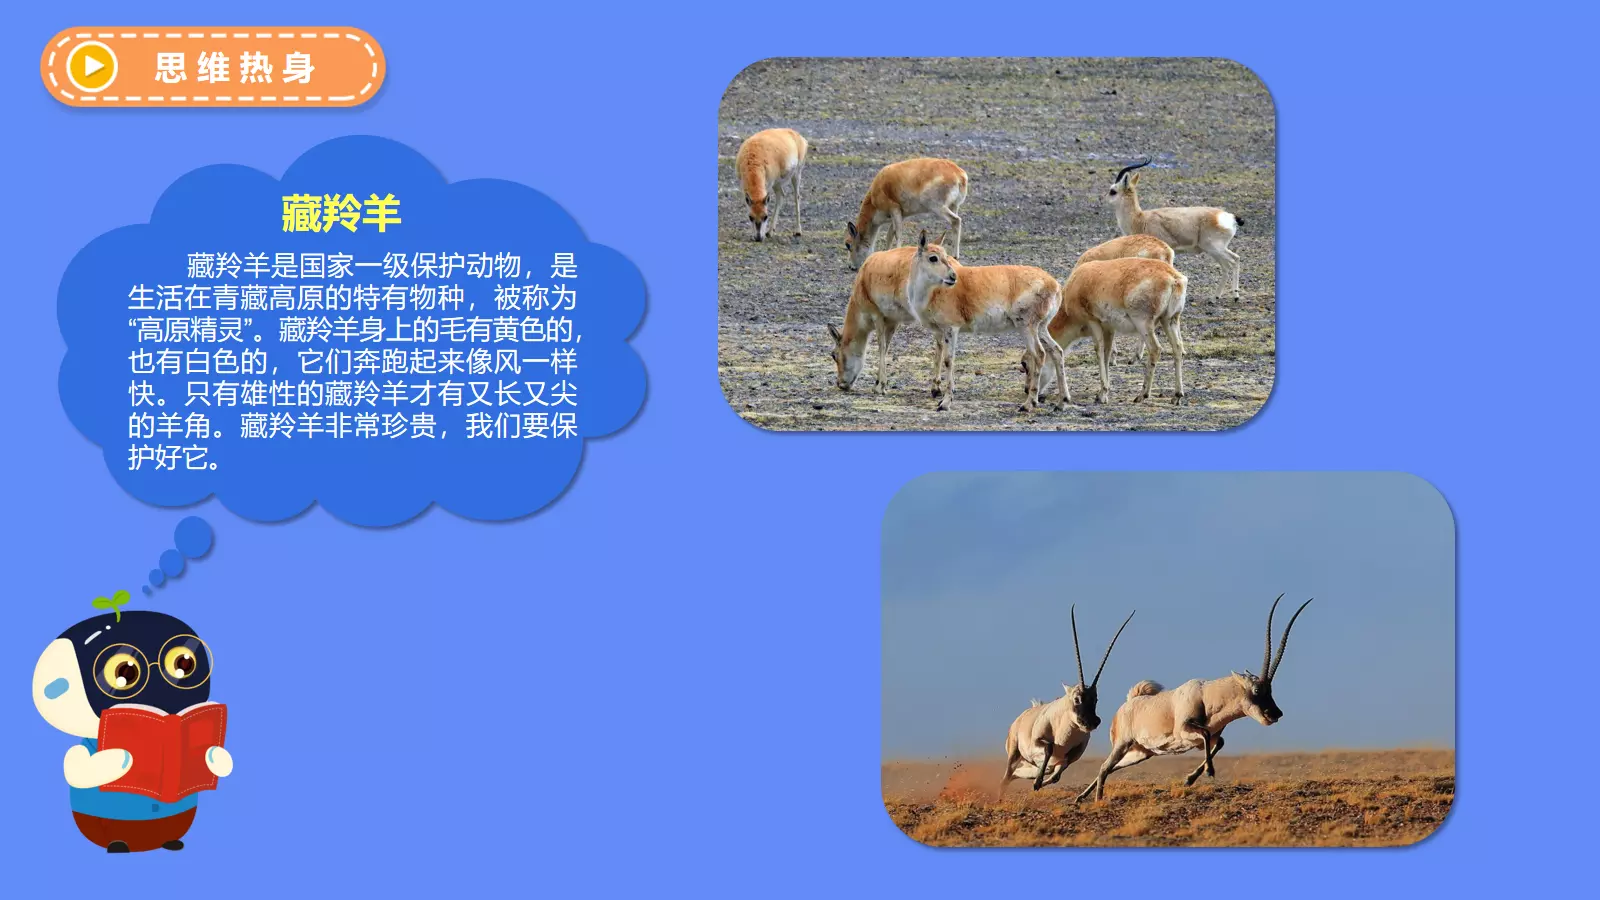 思维热身
藏羚羊
藏羚羊是国家一级保护动物，是
生活在青藏高原的特有物种，被称为
“高原精灵”。藏羚羊身上的毛有黄色的，
也有白色的，它们奔跑起来像风一样
快。只有雄性的藏羚羊才有又长又尖
的羊角。藏羚羊非常珍贵，我们要保
护好它。